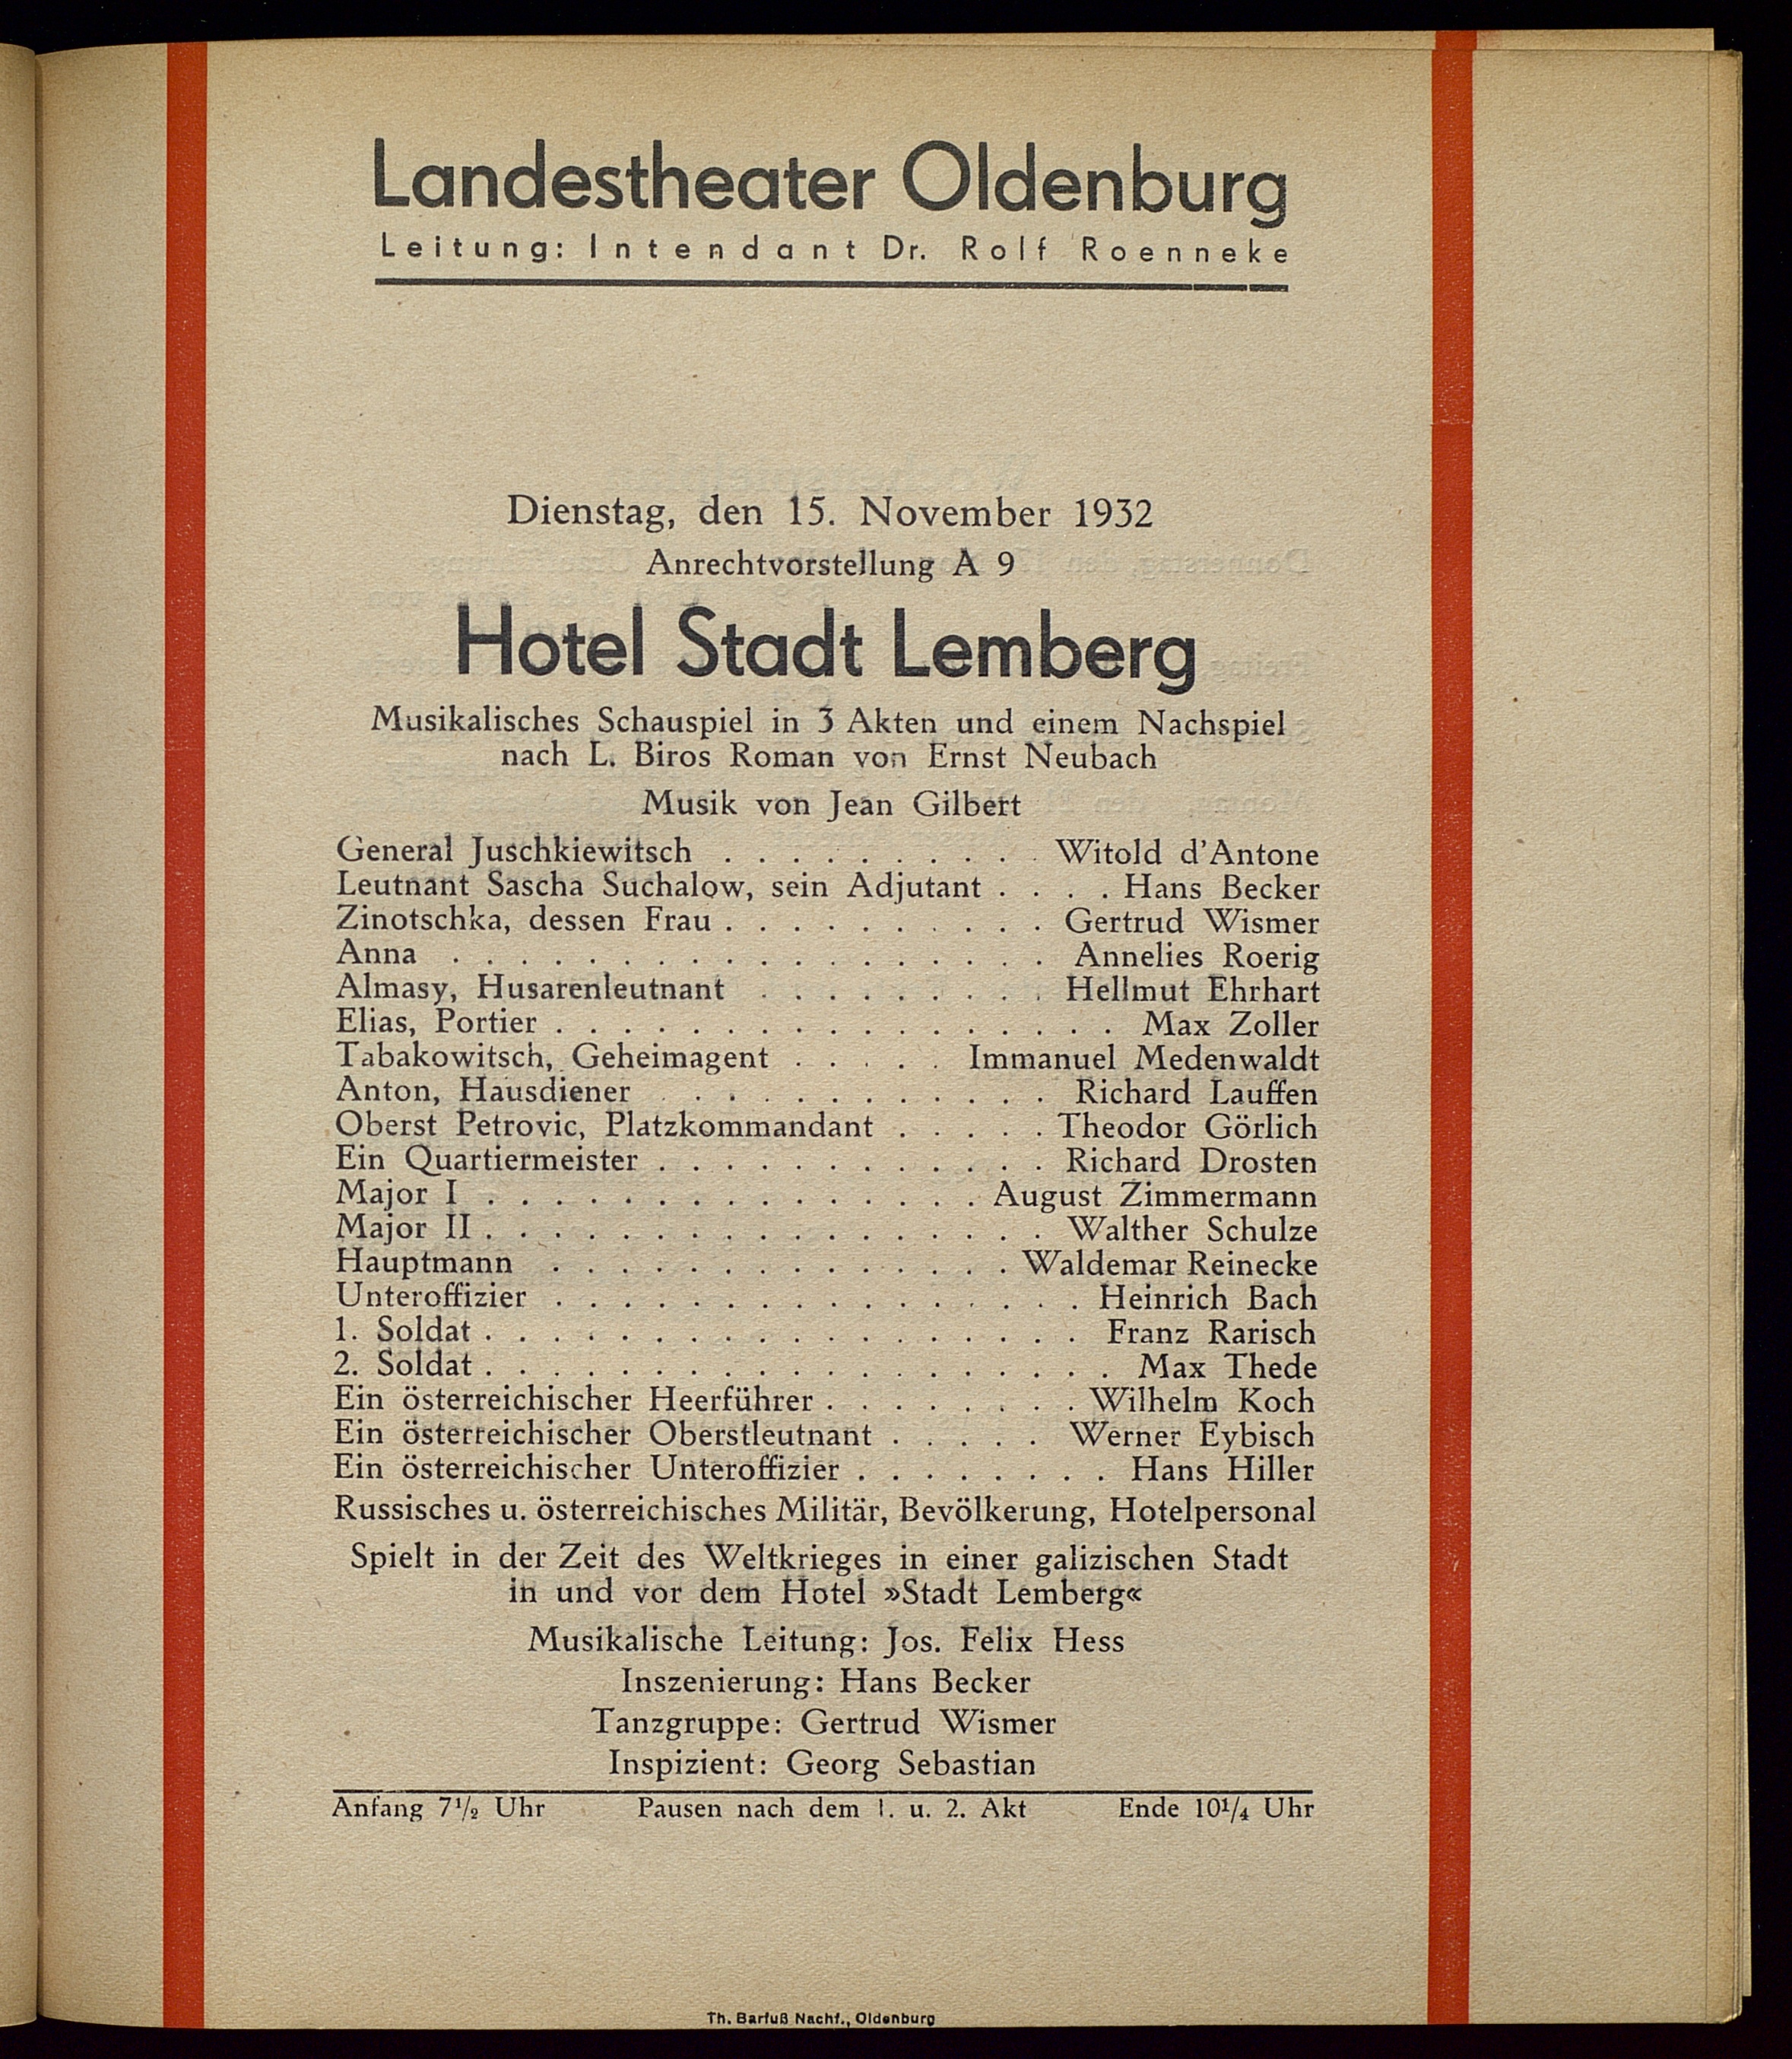 Landestheater Oldenburg
Leitung: Intendant Dr. Rolf Roenneke
Dienstag, den 15. November 1932
Anrechtvorstellung A 9
Hotel Stadt Lemberg
Musikalisches Schauspiel in 3 Akten und einem Nachspiel
nach L. Biros Roman von Ernst Neubach
Musik von Jean Gilbert
General Juschkiewitsch . . . . . . . . . . Witold d'Antone
Leutnant Sascha Suchalow, sein Adjutant . . . . Hans Becker
Zinotschka, dessen Frau . . . . . . . . . . Gertrud Wismer
Anna . . . . . . . . . . . . . . . . . . Annelies Roerig
Almasy, Husarenleutnant . . . . . . . . . Hellmut Ehrhart
Elias, Portier . . . . . . . . . . . . . . . . . Max Zoller
Tabakowitsch, Geheimagent . . . . . Immanuel Medenwaldt
Anton, Hausdiener . . . . . . . . . . . . Richard Lauffen
Oberst Petrovic, Platzkommandant . . . . . Theodor Görlich
Ein Quartiermeister . . . . . . . . . . . . Richard Drosten
Major I . . . . . . . . . . . . . . . August Zimmermann
Major II . . . . . . . . . . . . . . . . . Walther Schulze
Hauptmann . . . . . . . . . . . . . . Waldemar Reinecke
Unteroffizier . . . . . . . . . . . . . . . . Heinrich Bach
1. Soldat . . . . . . . . . . . . . . . . . . Franz Rarisch
2. Soldat . . . . . . . . . . . . . . . . . . . Max Thede
Ein österreichischer Heerführer . . . . . . . . Wilhelm Koch
Ein österreichischer Oberstleutnant . . . . . Werner Eybisch
Ein österreichischer Unteroffizier . . . . . . . . Hans Hiller
Russisches u. österreichisches Militär, Bevölkerung, Hotelpersonal
Spielt in der Zeit des Weltkrieges in einer galizischen Stadt
in und vor dem Hotel »Stadt Lemberg«
Musikalische Leitung: Jos. Felix Hess
Inszenierung: Hans Becker
Tanzgruppe: Gertrud Wismer
Inspizient: Georg Sebastian
Anfang 7½ Uhr Pausen nach dem 1. u. 2. Akt Ende 10¼ Uhr
Th. Barfuß Nachf., Oldenburg